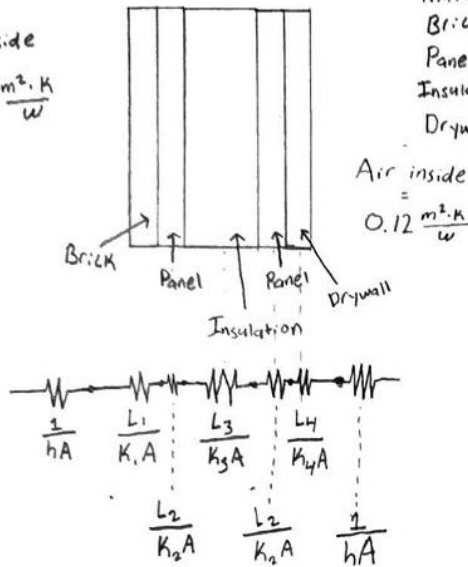 side
m².K
/
w
Bric
Pane
Insul
Dryw
Air inside
=
0.12 m².K/w
Brick
Panel
Panel
Drywall
Insulation
1/hA
L₁/K₁A
L₃/K₃A
L₄/K₄A
L₂/K₂A
L₂/K₂A
1/hA